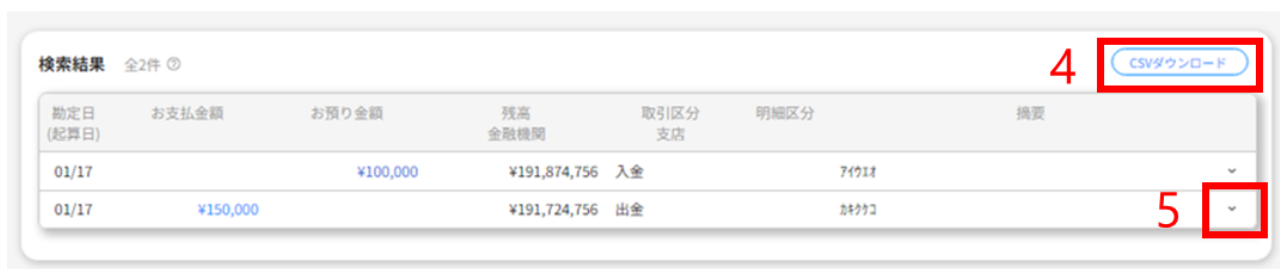 検索結果 全2件 ?
4
CSVダウンロード
勘定日 お支払金額 お預り金額 残高 取引区分 明細区分 摘要
(起算日) 金融機関 支店
01/17 ¥100,000 ¥191,874,756 入金 ｱｲｳｴｵ
01/17 ¥150,000 ¥191,724,756 出金 ｶｷｸｹｺ
5